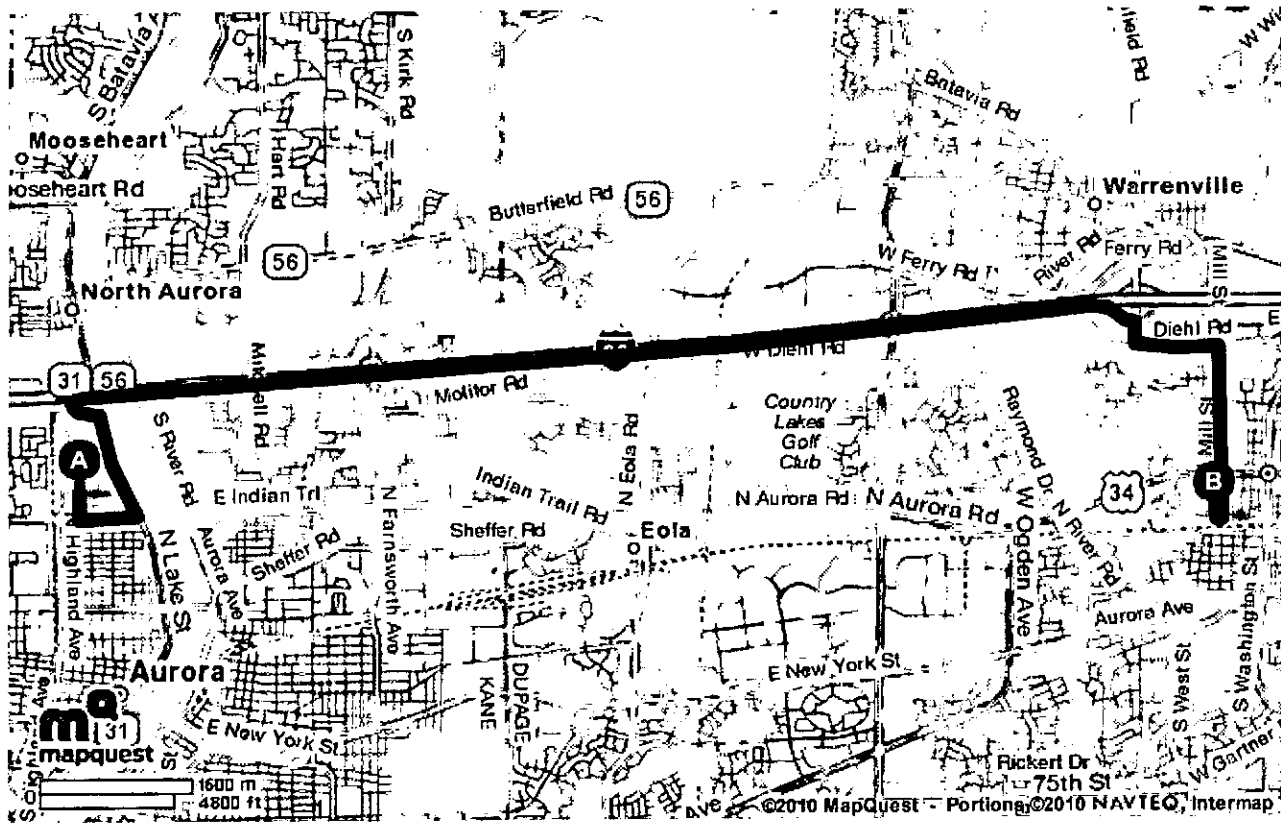 S Batavia
S Kirk Rd
field Rd
Batavia Rd
Mooseheart
Hart Rd
ooseheart Rd
Butterfield Rd
56
Warrenville
56
W Ferry Rd
River Rd
Ferry Rd
Mill St
North Aurora
Diehl Rd
E
31
56
Mitchell Rd
W Diehl Rd
Molitor Rd
Country
Lakes
Golf
Club
Raymond Dr
S River Rd
N Eola Rd
Mill St
A
E Indian Trl
Indian Trail Rd
N Aurora Rd
N Aurora Rd
34
B
N Highland Ave
N Lake St
Aurora Ave
Sheffer Rd
N Farnsworth Ave
Sheffer Rd
Eola
W Ogden Ave
N River Rd
Aurora Ave
S Washington St
Aurora
KANE
DUPAGE
E New York St
S West St
mq
31
mapquest
E New York St
Rickert Dr
75th St
W Gartner
1600 m
4800 ft
Ave
©2010 MapQuest - Portions ©2010 NAVTEQ, Intermap